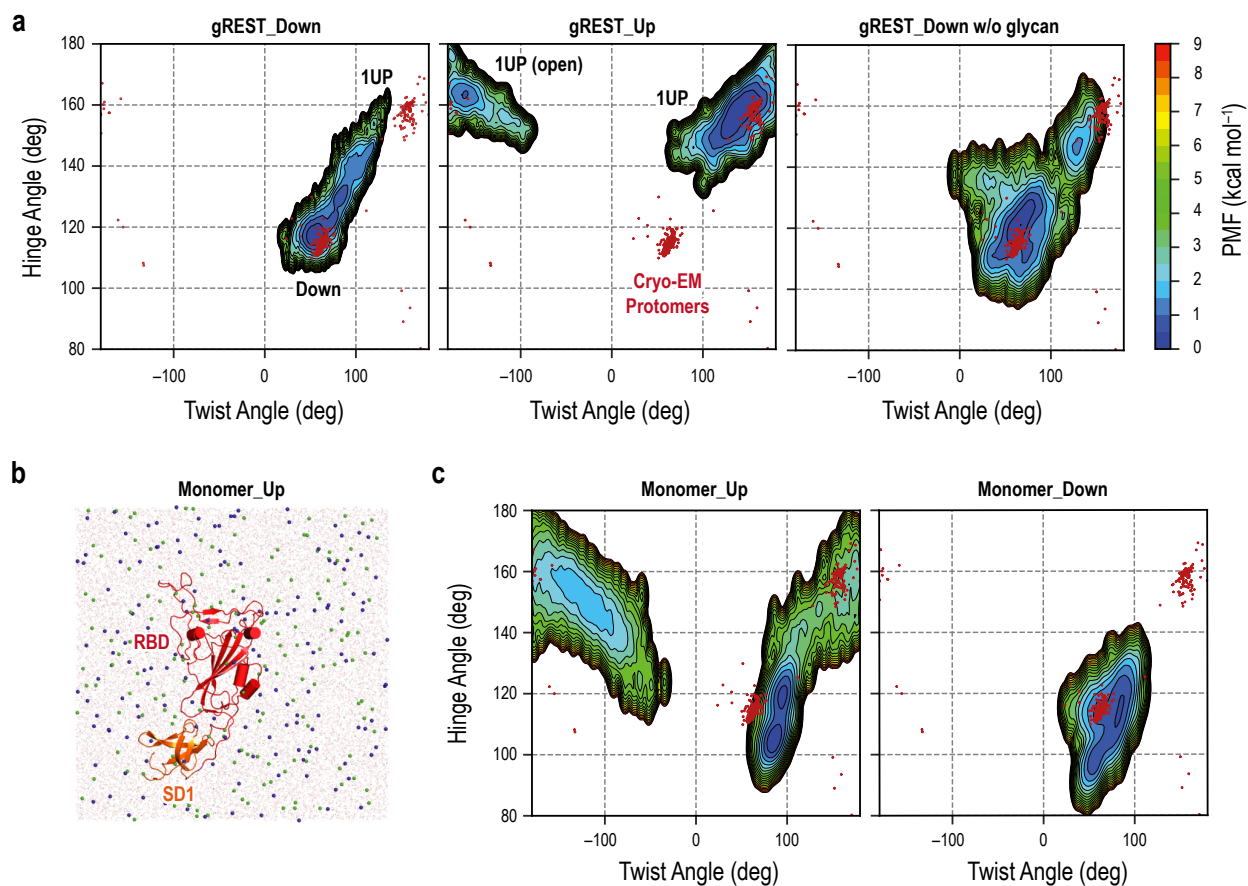 a
gREST_Down
gREST_Up
gREST_Down w/o glycan
Hinge Angle (deg)
180
160
140
120
100
80
1UP
Down
1UP (open)
1UP
Cryo-EM
Protomers
−100
0
100
−100
0
100
−100
0
100
Twist Angle (deg)
Twist Angle (deg)
Twist Angle (deg)
9
8
7
6
5
4
3
2
1
0
PMF (kcal mol⁻¹)
b
Monomer_Up
RBD
SD1
c
Monomer_Up
Monomer_Down
Hinge Angle (deg)
180
160
140
120
100
80
−100
0
100
−100
0
100
Twist Angle (deg)
Twist Angle (deg)